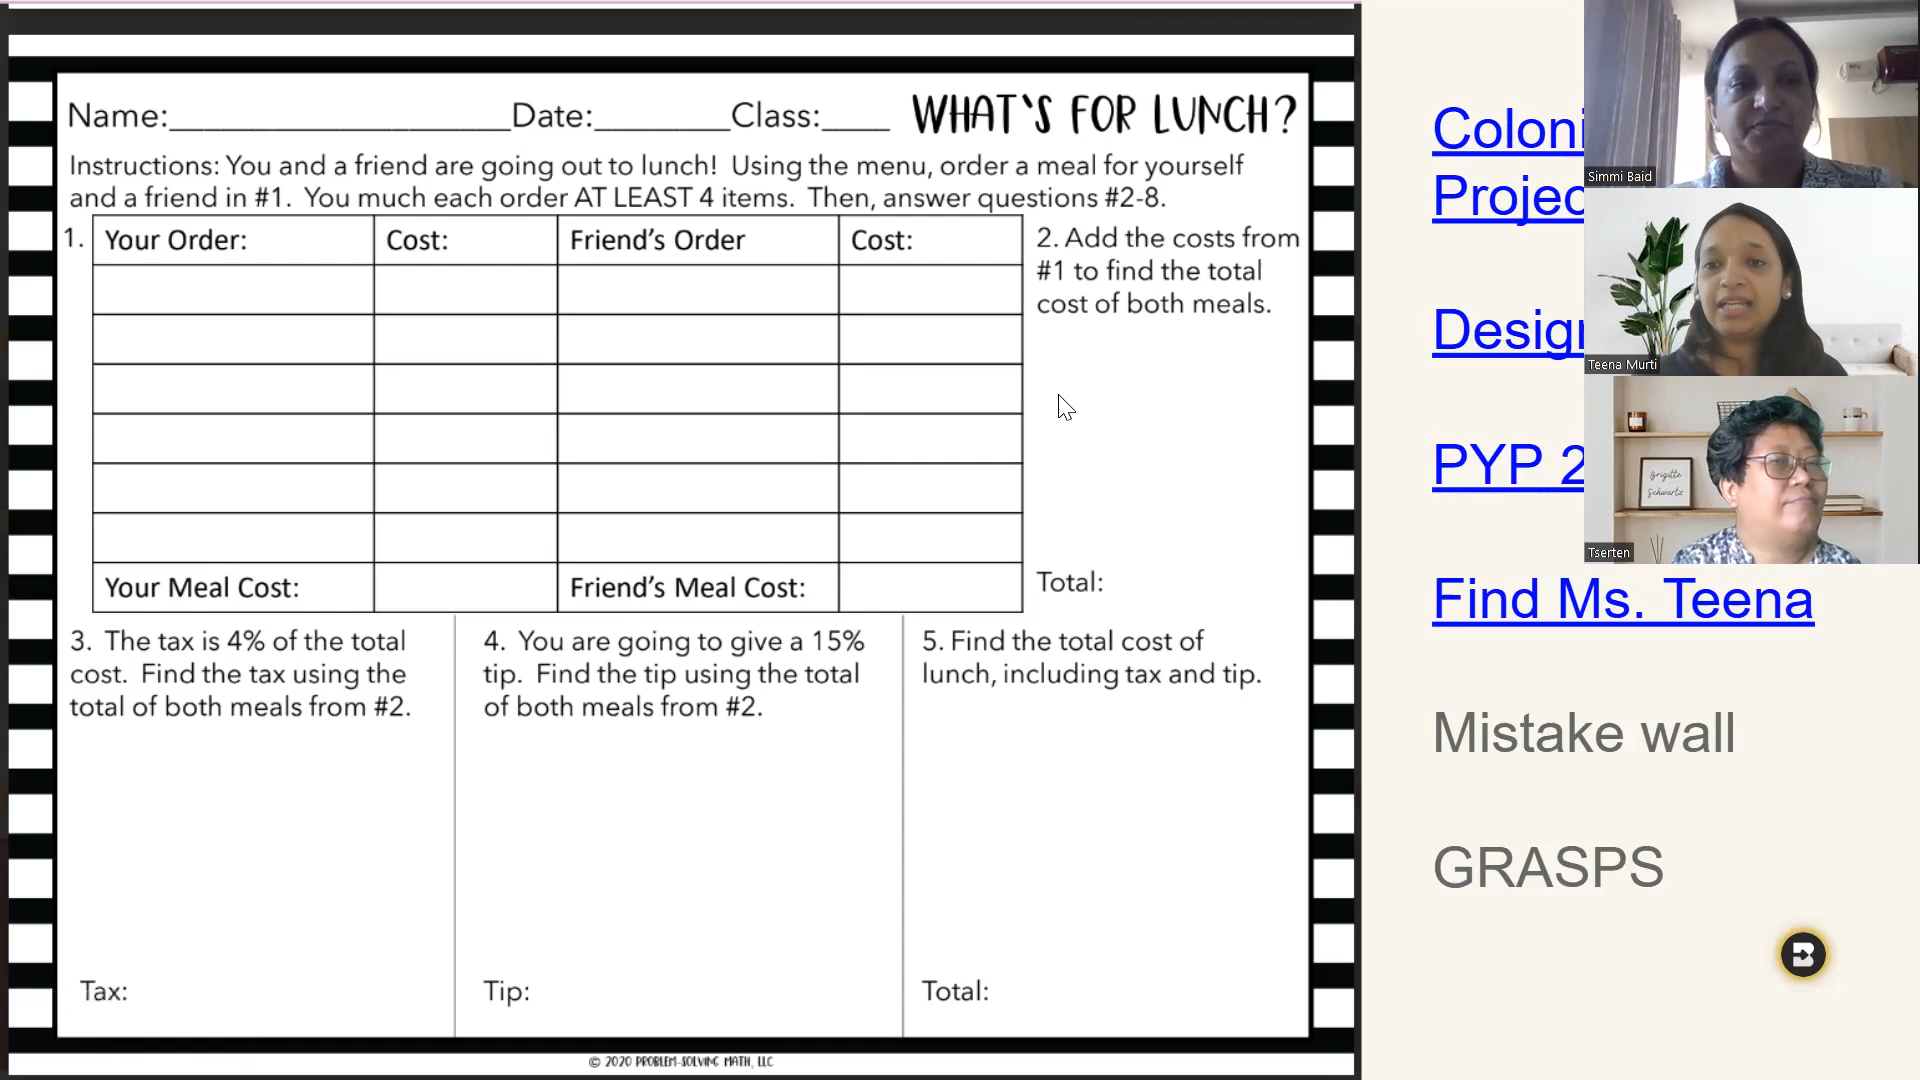 Name:____________________Date:________Class:____ WHAT'S FOR LUNCH?
Instructions: You and a friend are going out to lunch! Using the menu, order a meal for yourself
and a friend in #1. You much each order AT LEAST 4 items. Then, answer questions #2-8.
1. Your Order: Cost: Friend's Order Cost:
Your Meal Cost: Friend's Meal Cost:
2. Add the costs from
#1 to find the total
cost of both meals.
Total:
3. The tax is 4% of the total
cost. Find the tax using the
total of both meals from #2.
Tax:
4. You are going to give a 15%
tip. Find the tip using the total
of both meals from #2.
Tip:
5. Find the total cost of
lunch, including tax and tip.
Total:
© 2020 PROBLEM-SOLVING MATH, LLC
Coloni
Projec
Design
PYP 2
Find Ms. Teena
Mistake wall
GRASPS
Simmi Baid
Teena Murti
Brigitte
Schwartz
Tserten
B